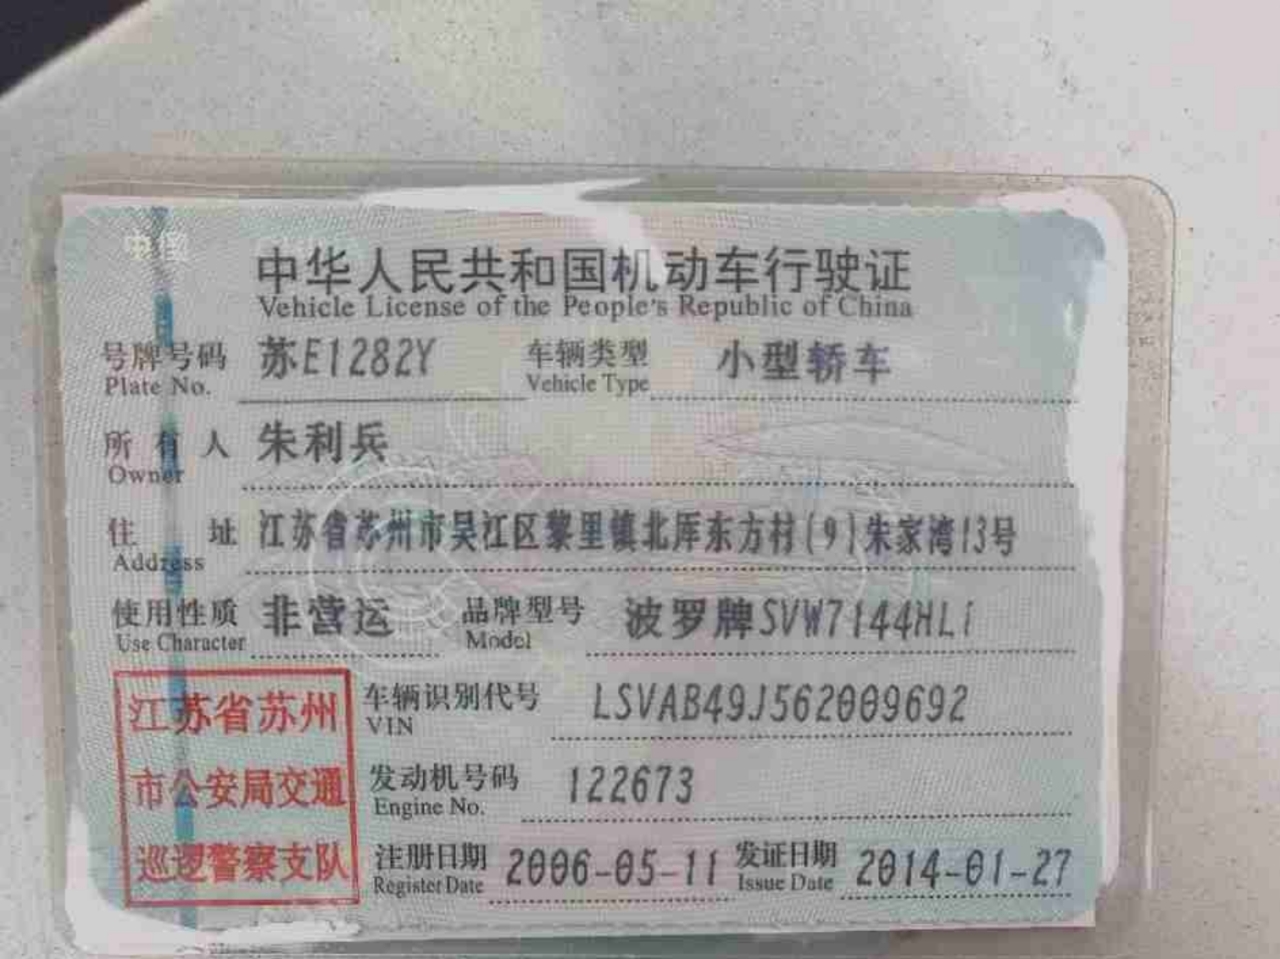 中国
中华人民共和国机动车行驶证
Vehicle License of the People's Republic of China
号牌号码 苏E1282Y 车辆类型 小型轿车
Plate No. Vehicle Type
所有人 朱利兵
Owner
住址 江苏省苏州市吴江区黎里镇北厍东方村(9)朱家湾13号
Address
使用性质 非营运 品牌型号 波罗牌SVW7144HLi
Use Character Model
江苏省苏州
市公安局交通
巡逻警察支队
车辆识别代号 LSVAB49J562009692
VIN
发动机号码 122673
Engine No.
注册日期 2006-05-11 发证日期 2014-01-27
Register Date Issue Date